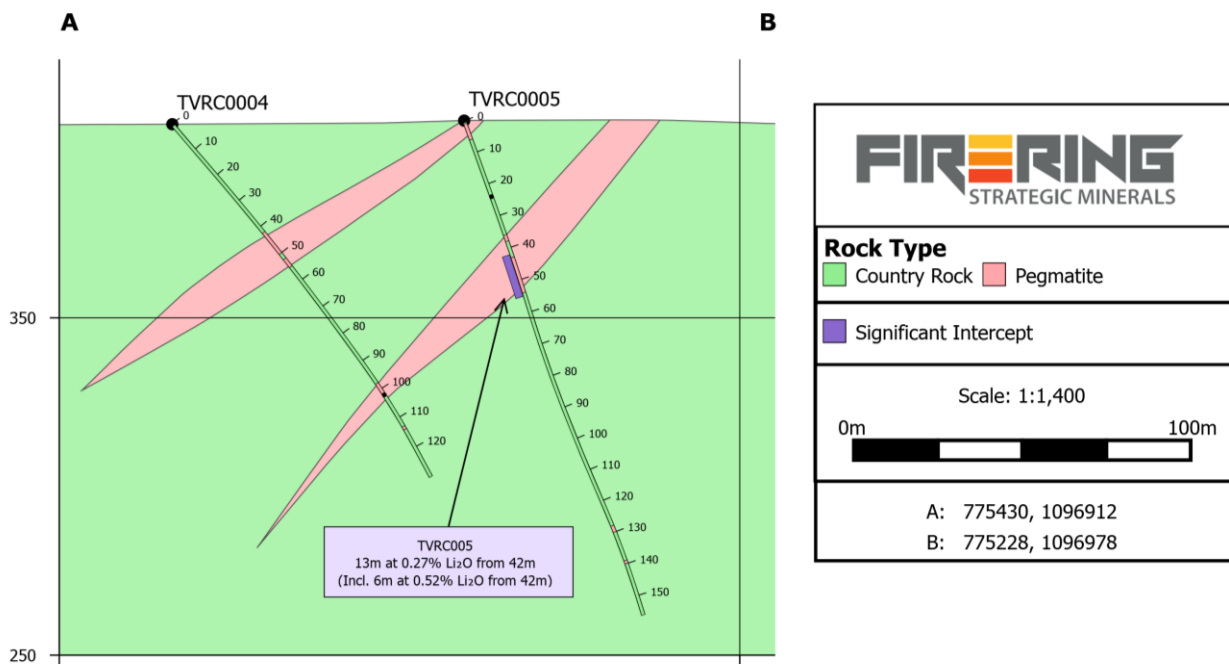 A
B
TVRC0004
TVRC0005
0
10
20
30
40
50
60
70
80
90
100
110
120
0
10
20
30
40
50
60
70
80
90
100
110
120
130
140
150
350
250
TVRC005
13m at 0.27% Li₂O from 42m
(Incl. 6m at 0.52% Li₂O from 42m)
FIRERING
STRATEGIC MINERALS
Rock Type
Country Rock Pegmatite
Significant Intercept
Scale: 1:1,400
0m 100m
A: 775430, 1096912
B: 775228, 1096978